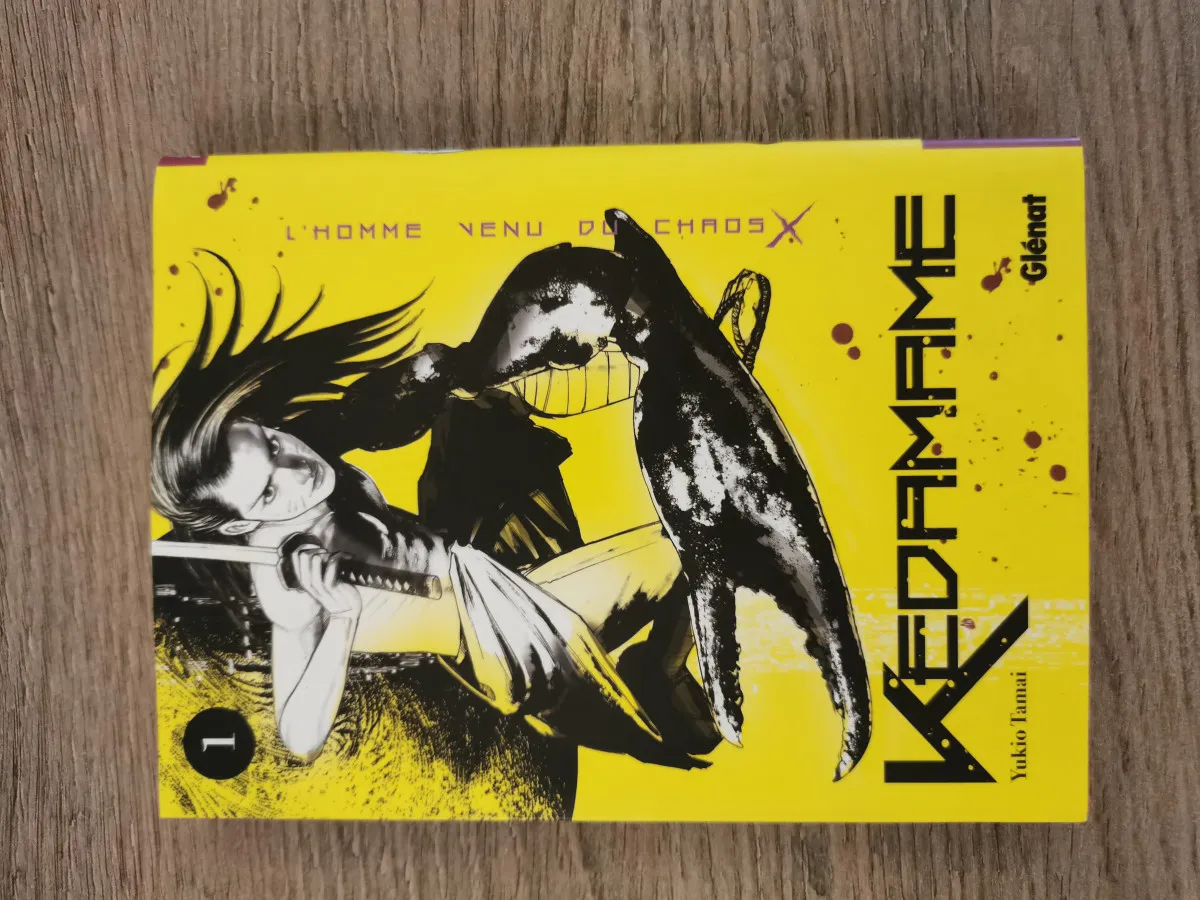 1
L'HOMME VENU DU CHAOS
KEDAMAME
Yukio Tamai
Glénat